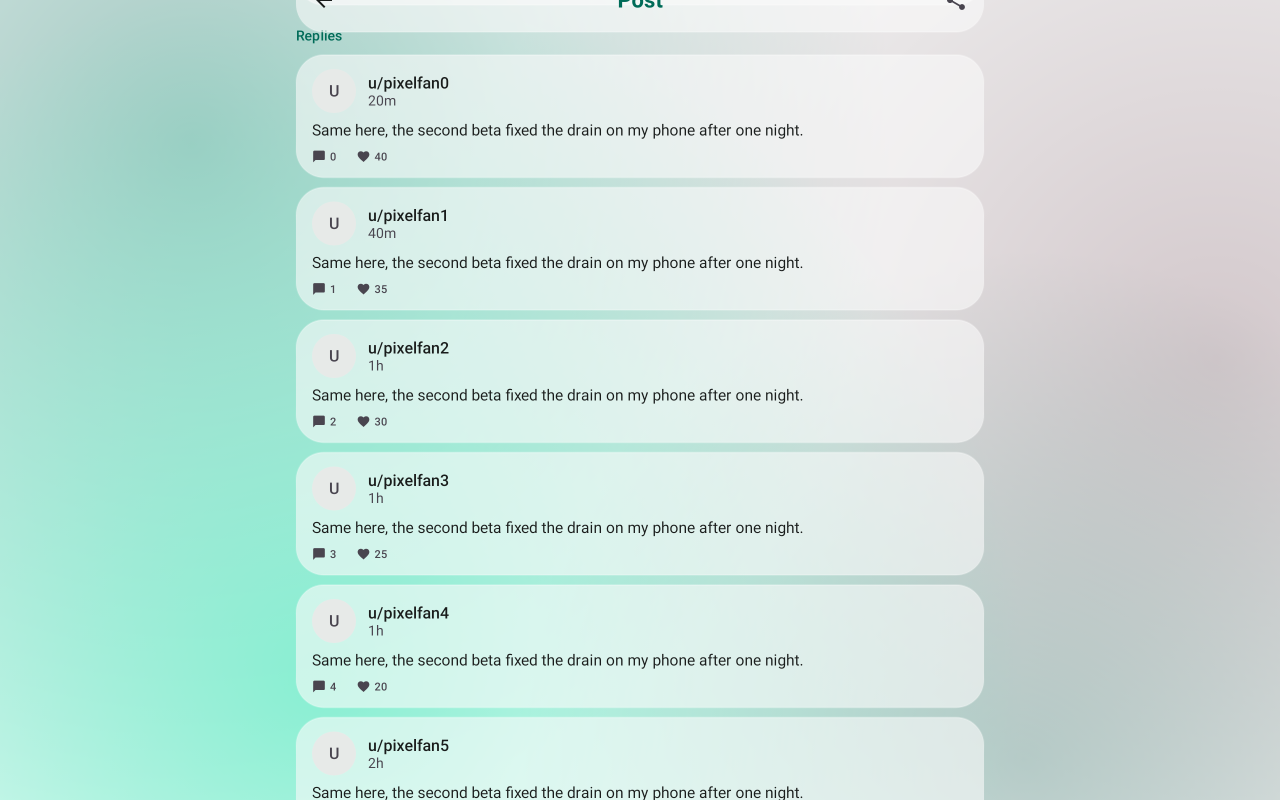 Post
Replies
U
u/pixelfan0
20m
Same here, the second beta fixed the drain on my phone after one night.
0 40
U
u/pixelfan1
40m
Same here, the second beta fixed the drain on my phone after one night.
1 35
U
u/pixelfan2
1h
Same here, the second beta fixed the drain on my phone after one night.
2 30
U
u/pixelfan3
1h
Same here, the second beta fixed the drain on my phone after one night.
3 25
U
u/pixelfan4
1h
Same here, the second beta fixed the drain on my phone after one night.
4 20
U
u/pixelfan5
2h
Same here, the second beta fixed the drain on my phone after one night.